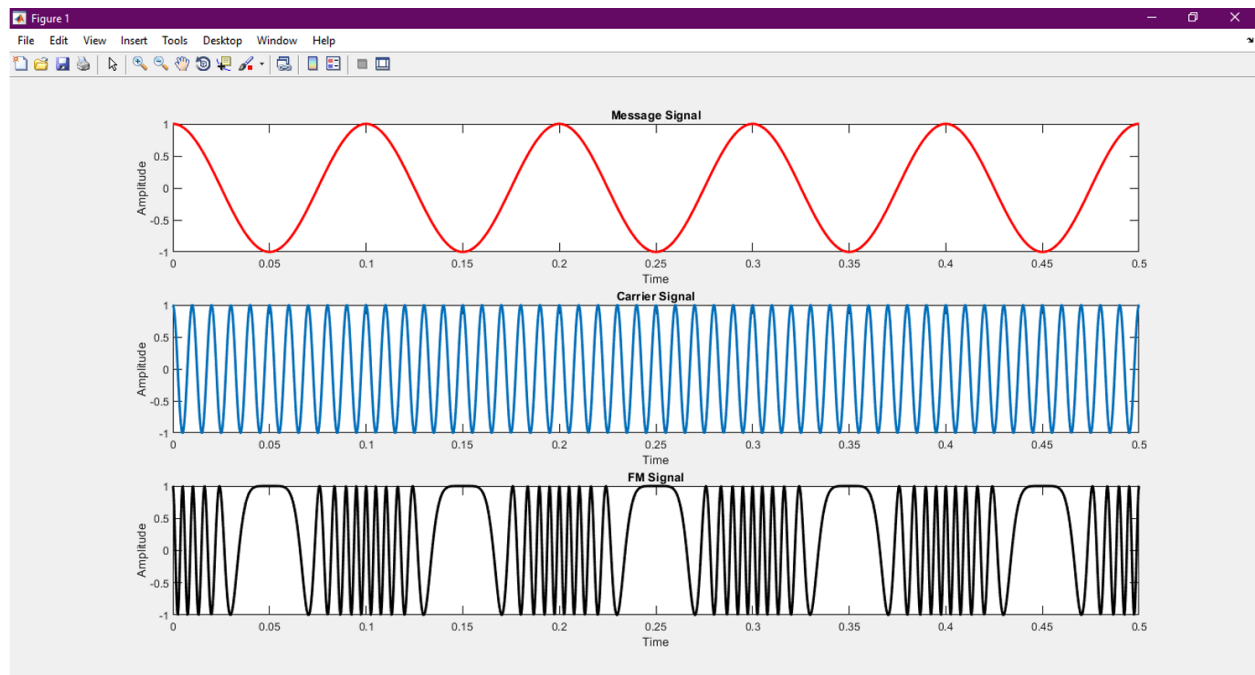 Figure 1
File Edit View Insert Tools Desktop Window Help
Message Signal
Amplitude
1
0.5
0
-0.5
-1
0 0.05 0.1 0.15 0.2 0.25 0.3 0.35 0.4 0.45 0.5
Time
Carrier Signal
Amplitude
1
0.5
0
-0.5
-1
0 0.05 0.1 0.15 0.2 0.25 0.3 0.35 0.4 0.45 0.5
Time
FM Signal
Amplitude
1
0.5
0
-0.5
-1
0 0.05 0.1 0.15 0.2 0.25 0.3 0.35 0.4 0.45 0.5
Time